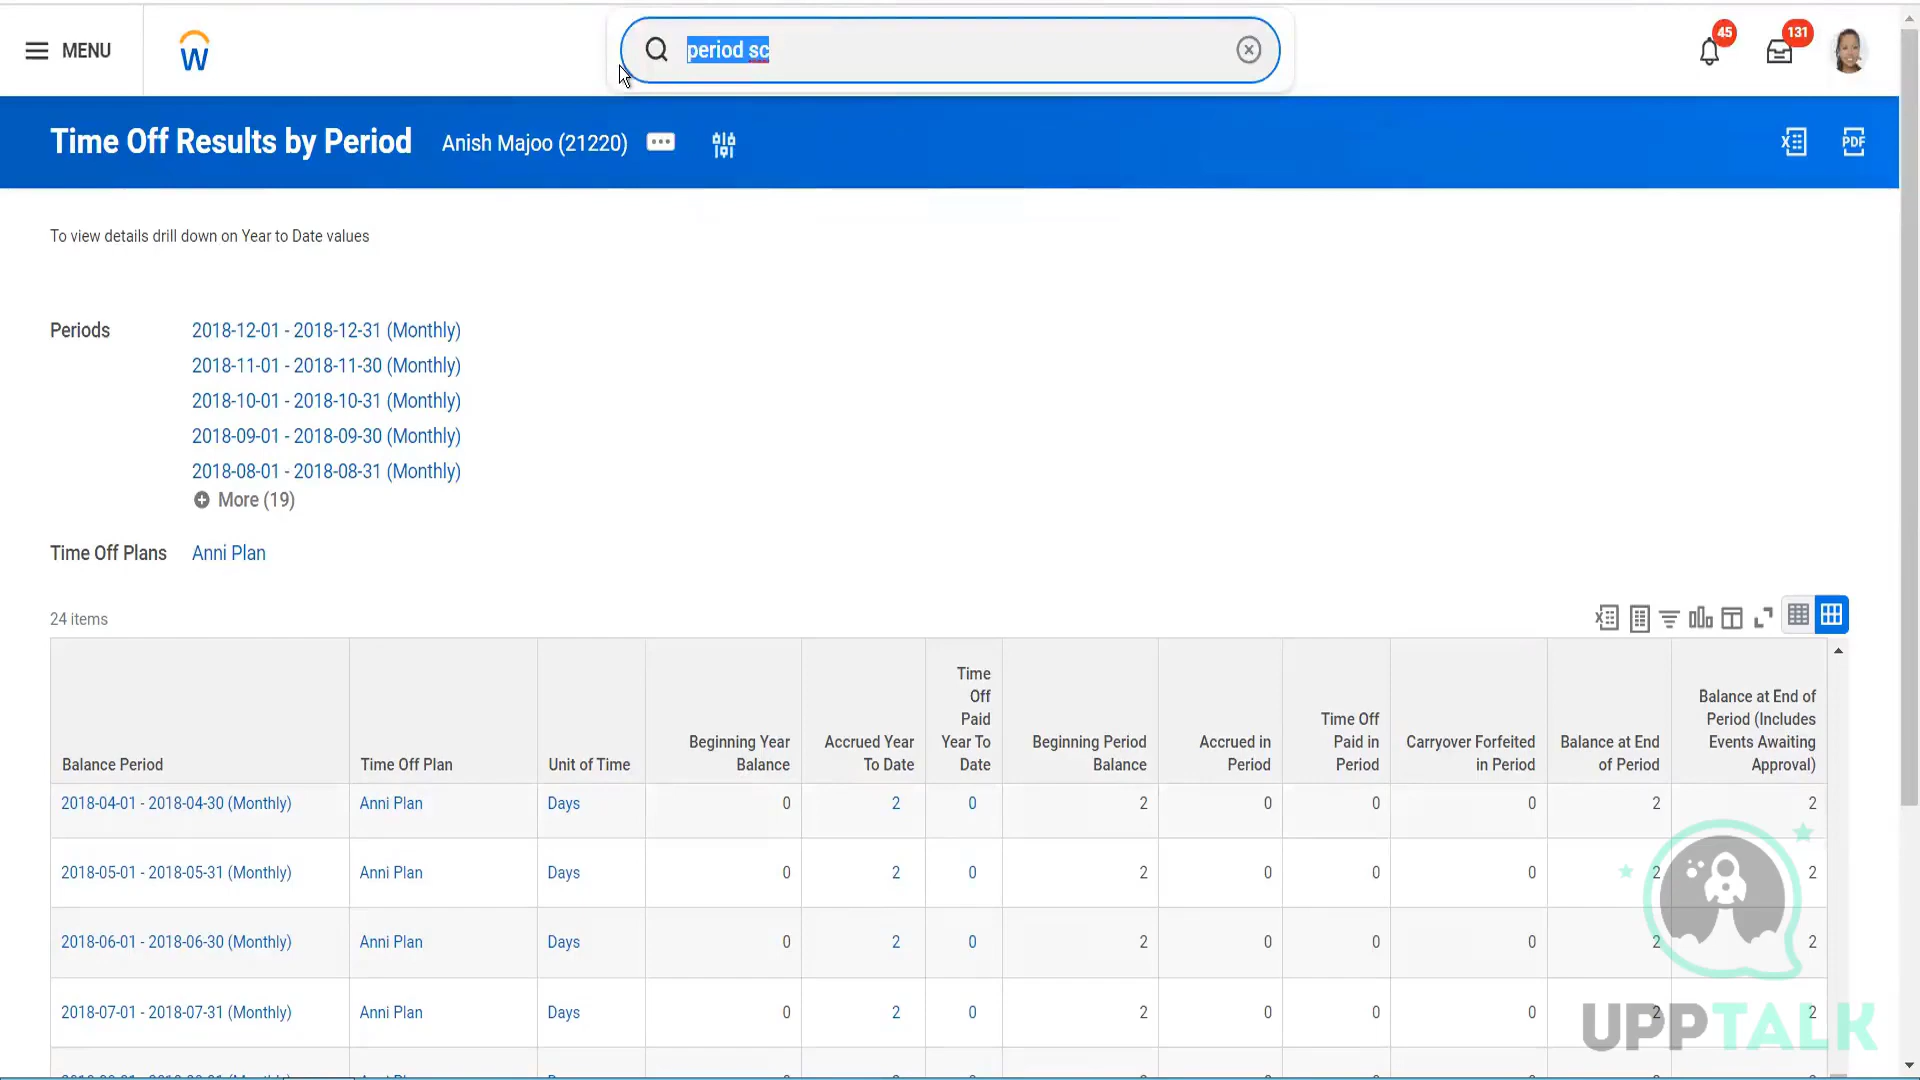 MENU
W
period sc
45
131
Time Off Results by Period
Anish Majoo (21220)
X
PDF
To view details drill down on Year to Date values
Periods
2018-12-01 - 2018-12-31 (Monthly)
2018-11-01 - 2018-11-30 (Monthly)
2018-10-01 - 2018-10-31 (Monthly)
2018-09-01 - 2018-09-30 (Monthly)
2018-08-01 - 2018-08-31 (Monthly)
More (19)
Time Off Plans Anni Plan
24 items
Balance Period
Time Off Plan
Unit of Time
Beginning Year
Balance
Accrued Year
To Date
Time
Off
Paid
Year To
Date
Beginning Period
Balance
Accrued in
Period
Time Off
Paid in
Period
Carryover Forfeited
in Period
Balance at End
of Period
Balance at End of
Period (Includes
Events Awaiting
Approval)
2018-04-01 - 2018-04-30 (Monthly) Anni Plan Days 0 2 0 2 0 0 0 2 2
2018-05-01 - 2018-05-31 (Monthly) Anni Plan Days 0 2 0 2 0 0 0 2 2
2018-06-01 - 2018-06-30 (Monthly) Anni Plan Days 0 2 0 2 0 0 0 2 2
2018-07-01 - 2018-07-31 (Monthly) Anni Plan Days 0 2 0 2 0 0 0 2 2
UPPTALK